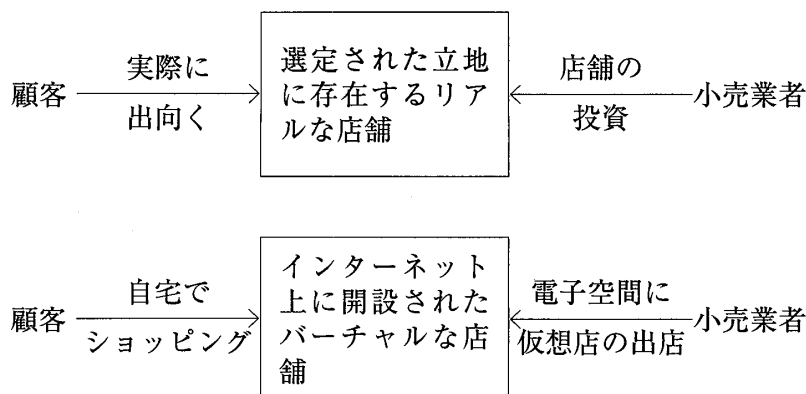 顧客
実際に
出向く
選定された立地
に存在するリア
ルな店舗
店舗の
投資
小売業者
顧客
自宅で
ショッピング
インターネット
上に開設された
バーチャルな店
舗
電子空間に
仮想店の出店
小売業者